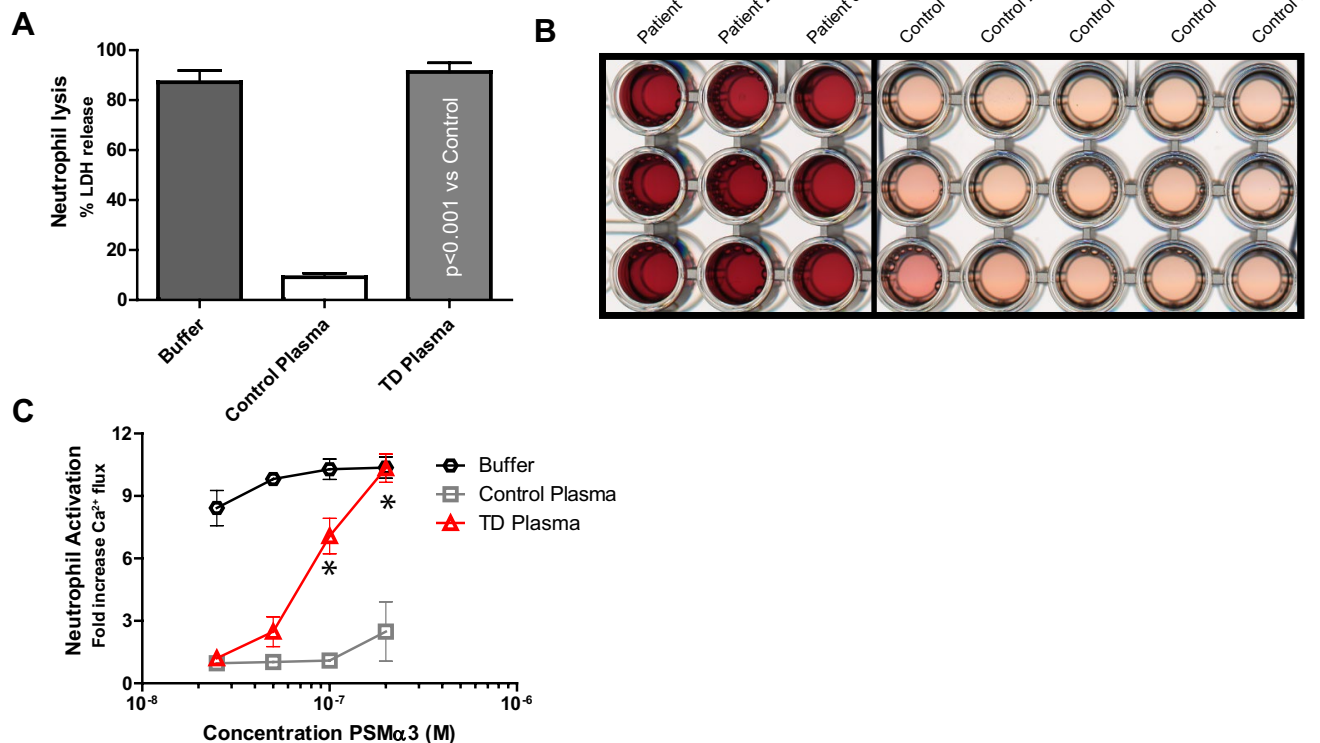 A
Neutrophil lysis
% LDH release
100
80
60
40
20
0
p<0.001 vs Control
Buffer
Control Plasma
TD Plasma
B
Patient
Patient
Patient
Control
Control
Control
Control
Control
C
Neutrophil Activation
Fold increase Ca²⁺ flux
12
9
6
3
0
10⁻⁸
10⁻⁷
10⁻⁶
Concentration PSMα3 (M)
*
*
Buffer
Control Plasma
TD Plasma